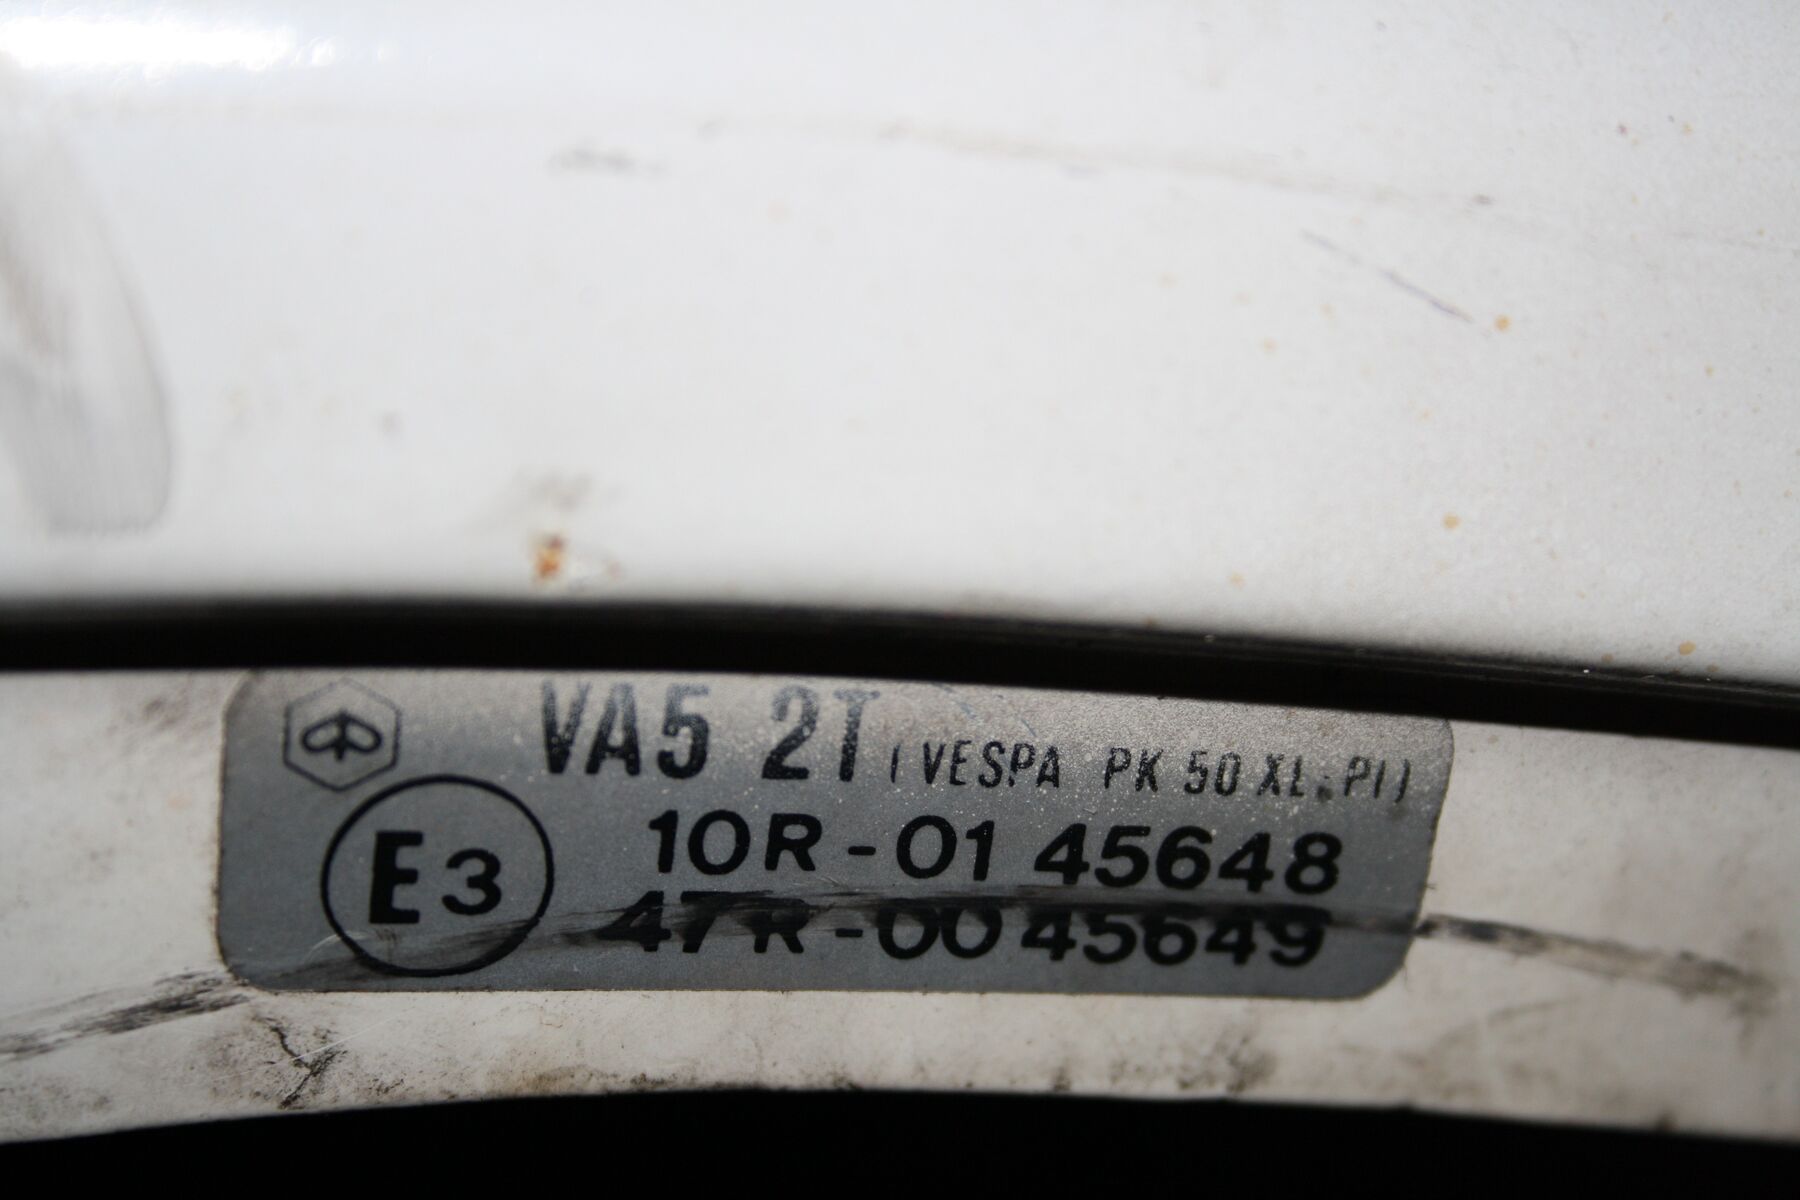 VA5 2T (VESPA PK 50 XL; PI)
E3
10R-01 45648
47R-00 45649